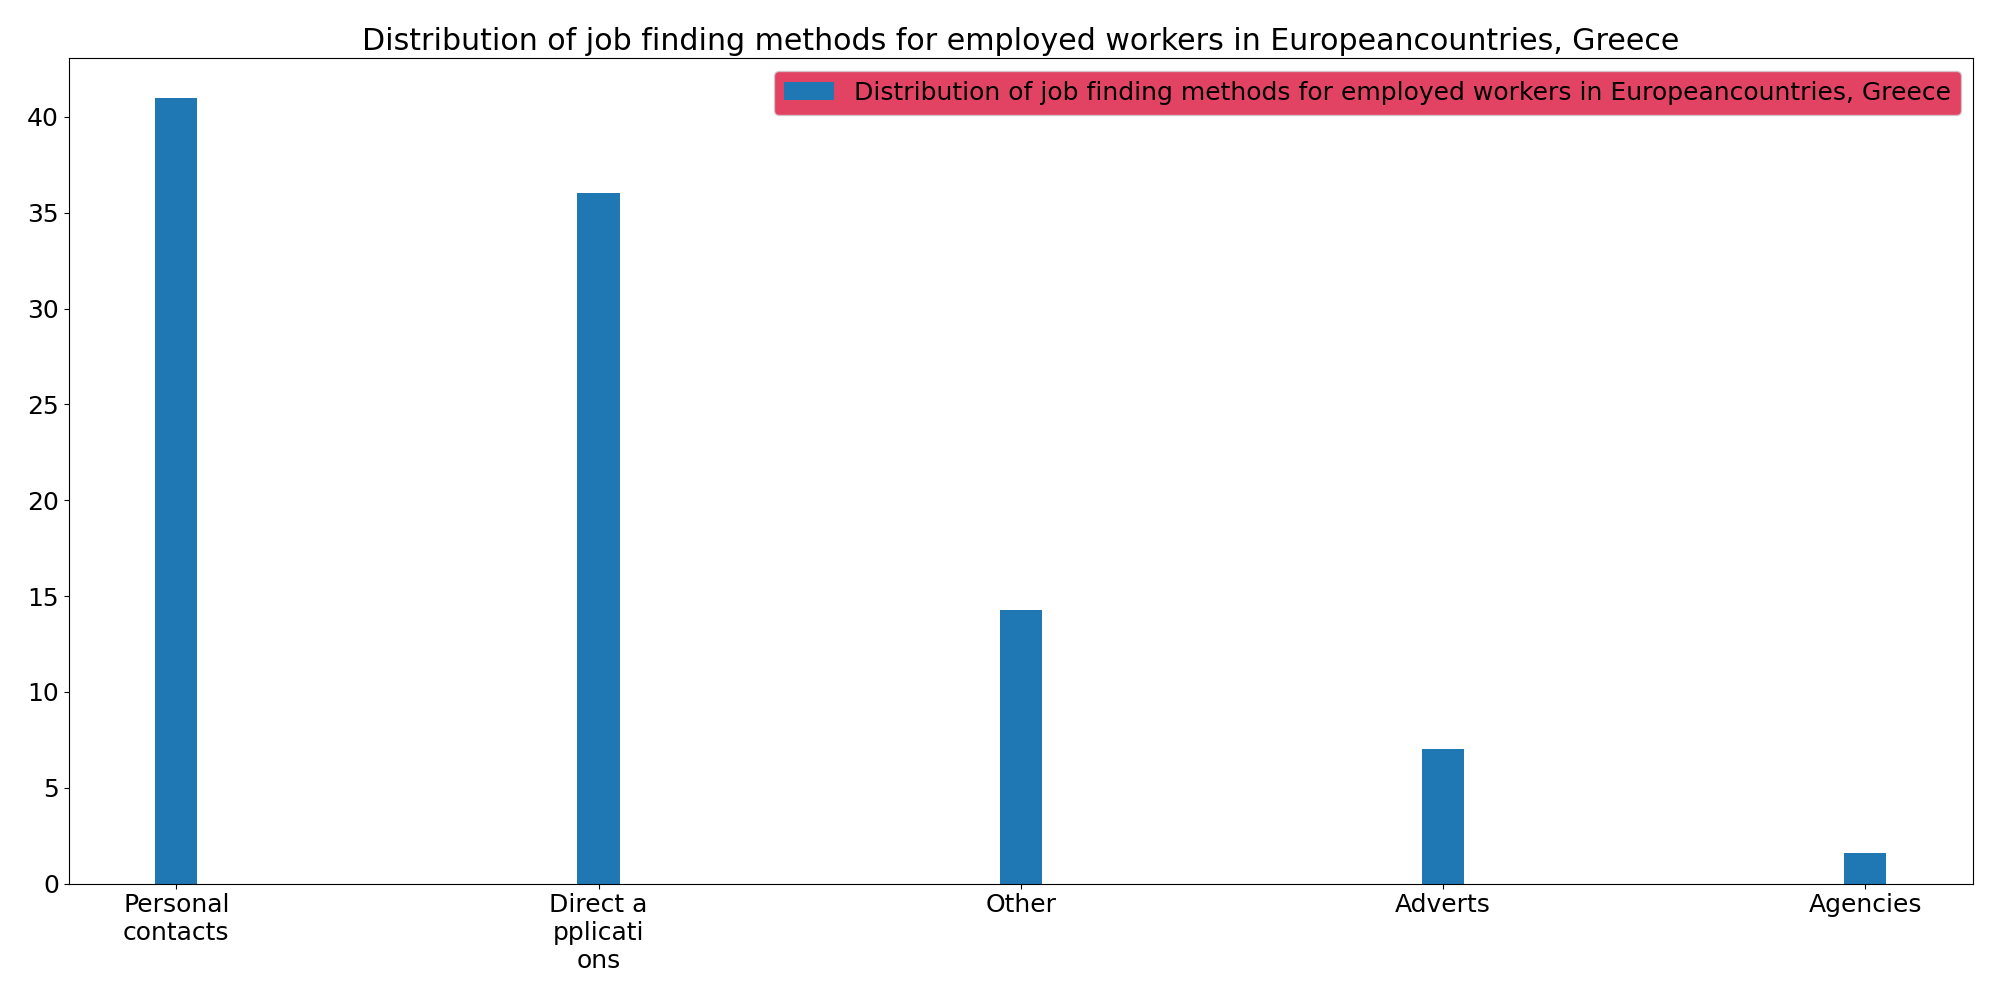 Distribution of job finding methods for employed workers in Europeancountries, Greece
Distribution of job finding methods for employed workers in Europeancountries, Greece
40
35
30
25
20
15
10
5
0
Personal
contacts
Direct a
pplicati
ons
Other
Adverts
Agencies